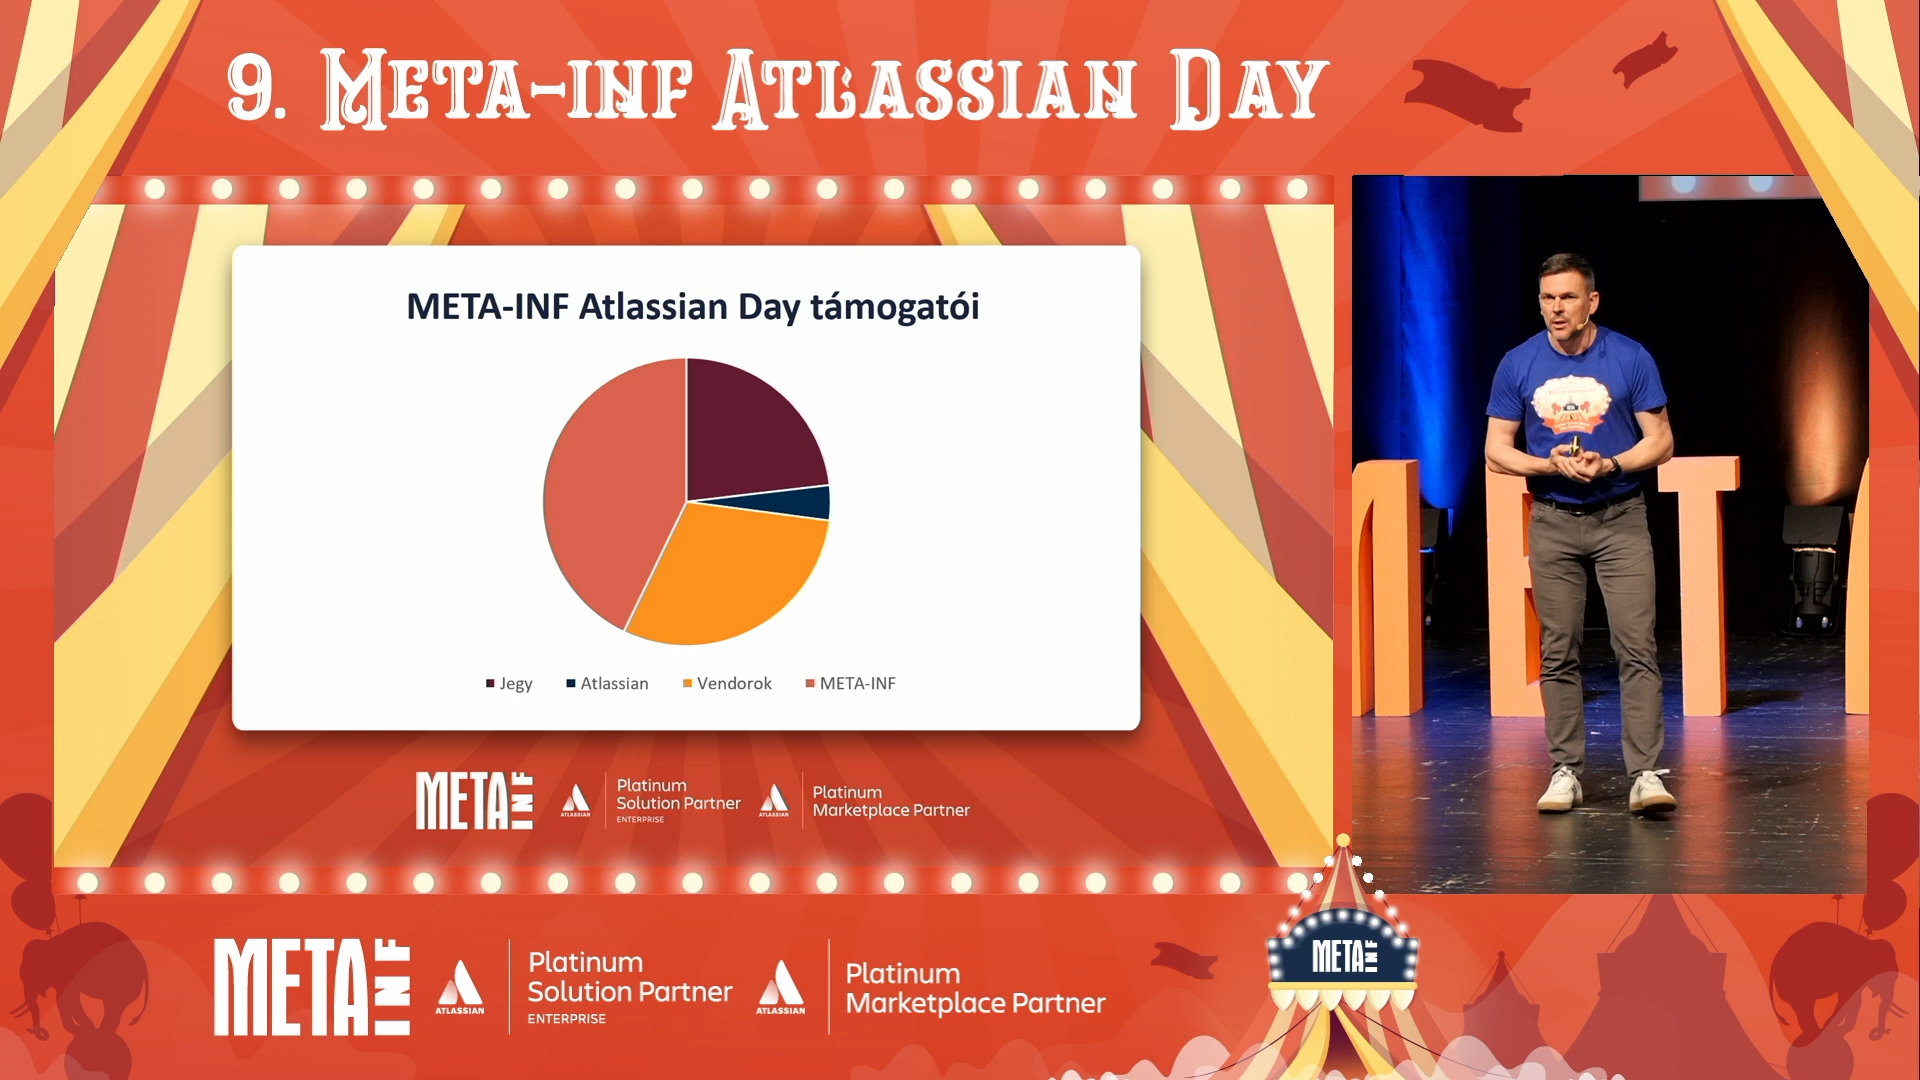 9. META-INF ATLASSIAN DAY
META-INF Atlassian Day támogatói
Jegy Atlassian Vendorok META-INF
META INF ATLASSIAN Platinum Solution Partner ENTERPRISE ATLASSIAN Platinum Marketplace Partner
META
META INF
META INF
ATLASSIAN
Platinum
Solution Partner
ENTERPRISE
ATLASSIAN
Platinum
Marketplace Partner